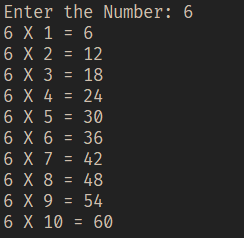 Enter the Number: 6
6 X 1 = 6
6 X 2 = 12
6 X 3 = 18
6 X 4 = 24
6 X 5 = 30
6 X 6 = 36
6 X 7 = 42
6 X 8 = 48
6 X 9 = 54
6 X 10 = 60